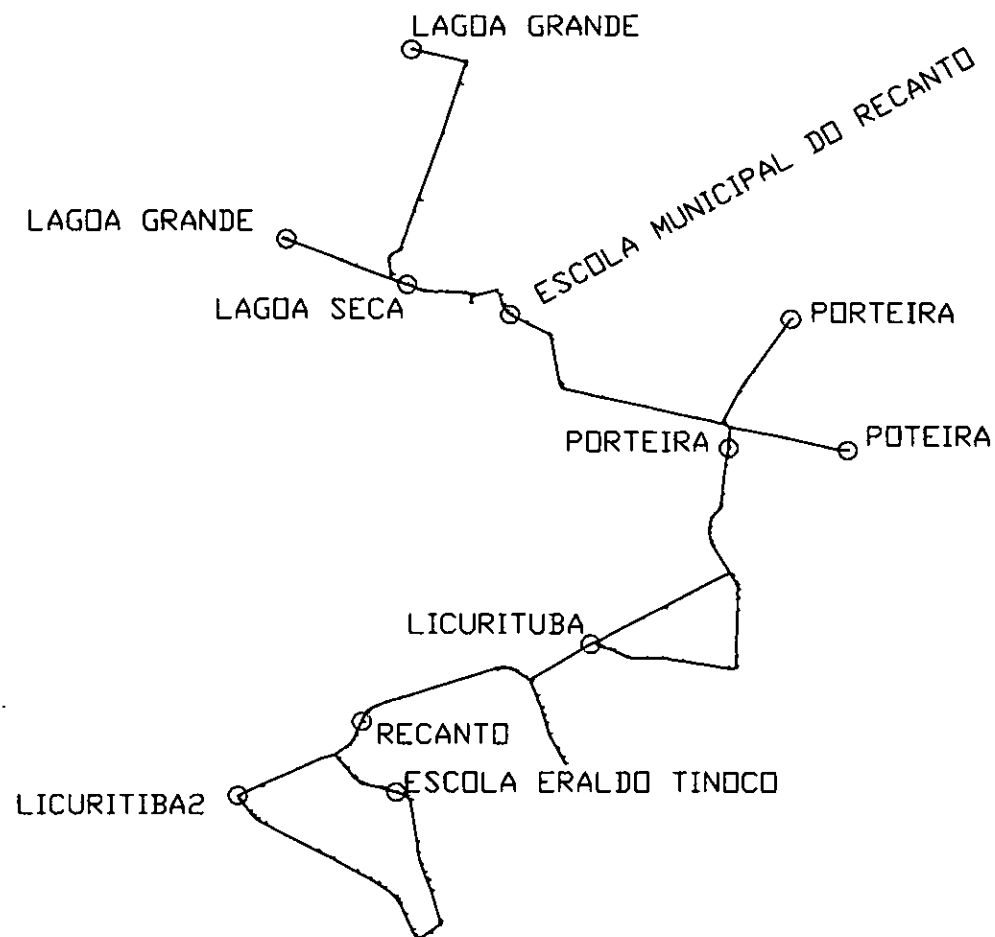 LAGOA GRANDE
ESCOLA MUNICIPAL DO RECANTO
LAGOA GRANDE
LAGOA SECA
PORTEIRA
PORTEIRA
POTEIRA
LICURITUBA
RECANTO
ESCOLA ERALDO TINOCO
LICURITIBA2